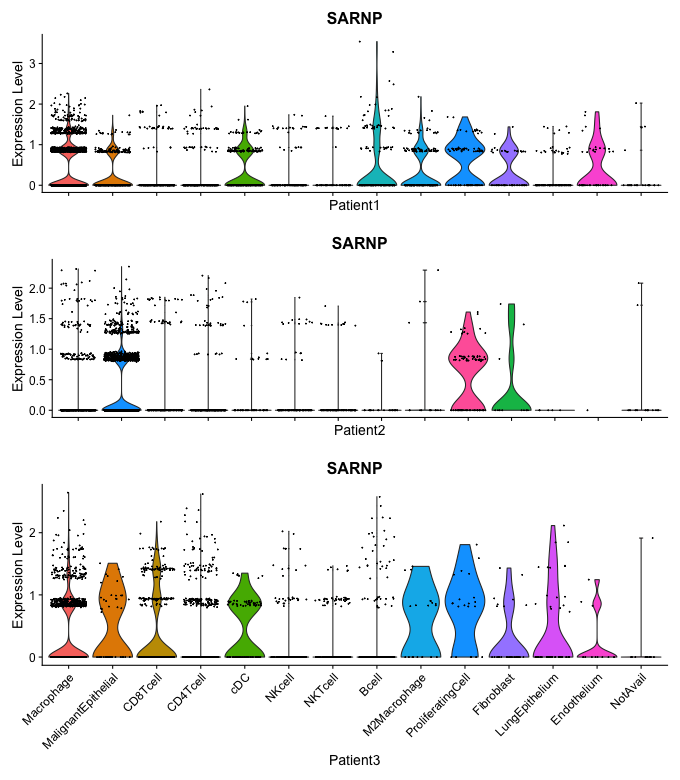 SARNP
Expression Level
3
2
1
0
Patient1
SARNP
Expression Level
2.0
1.5
1.0
0.5
0.0
Patient2
SARNP
Expression Level
2
1
0
Macrophage
MalignantEpithelial
CD8Tcell
CD4Tcell
cDC
NKcell
NKTcell
Bcell
M2Macrophage
ProliferatingCell
Fibroblast
LungEpithelium
Endothelium
NotAvail
Patient3